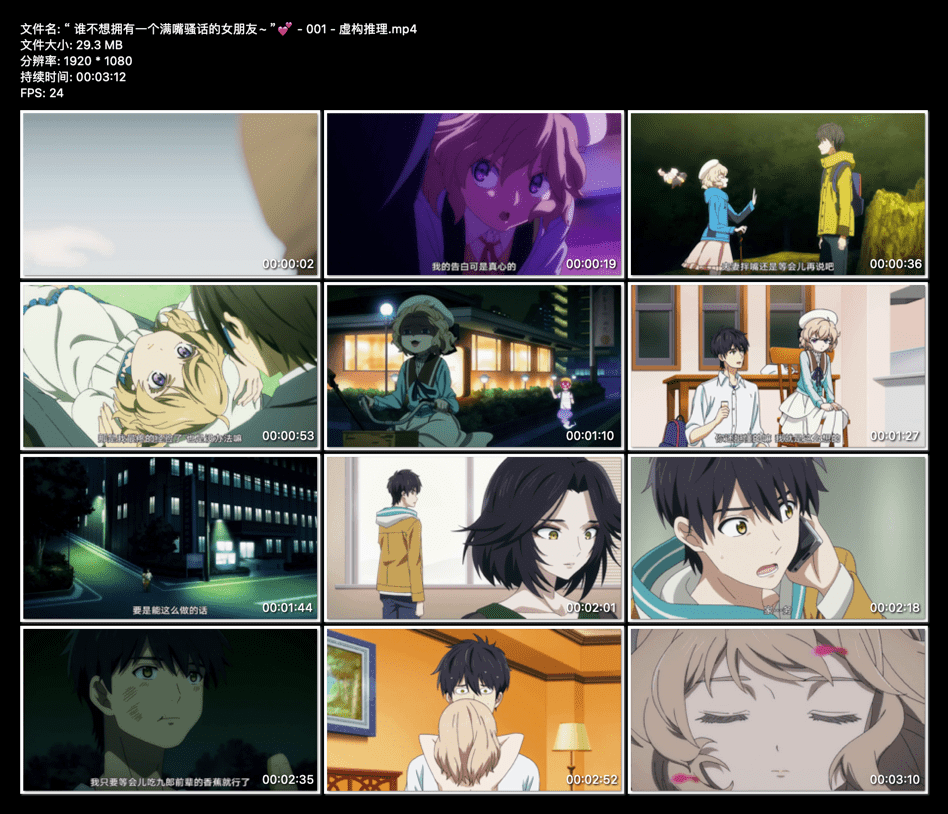 文件名: “ 谁不想拥有一个满嘴骚话的女朋友~ ”💕 - 001 - 虚构推理.mp4
文件大小: 29.3 MB
分辨率: 1920 * 1080
持续时间: 00:03:12
FPS: 24
00:00:02
我的告白可是真心的
00:00:19
夫妻拌嘴还是等会儿再说吧
00:00:36
00:00:53
00:01:10
00:01:27
要是能这么做的话
00:01:44
00:02:01
00:02:18
我只要等会儿吃九郎前辈的香蕉就行了
00:02:35
00:02:52
00:03:10